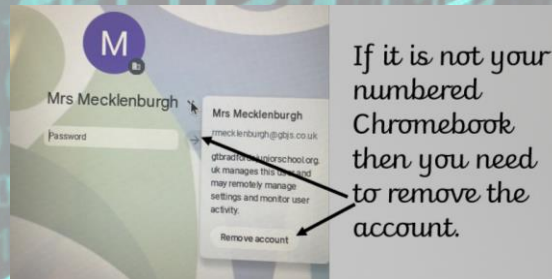 M
Mrs Mecklenburgh
Password
Mrs Mecklenburgh
rmecklenburgh@gbjs.co.uk
gtbradfordsjuniorschool.org.
uk manages this user and
may remotely manage
settings and monitor user
activity.
Remove account
If it is not your
numbered
Chromebook
then you need
to remove the
account.